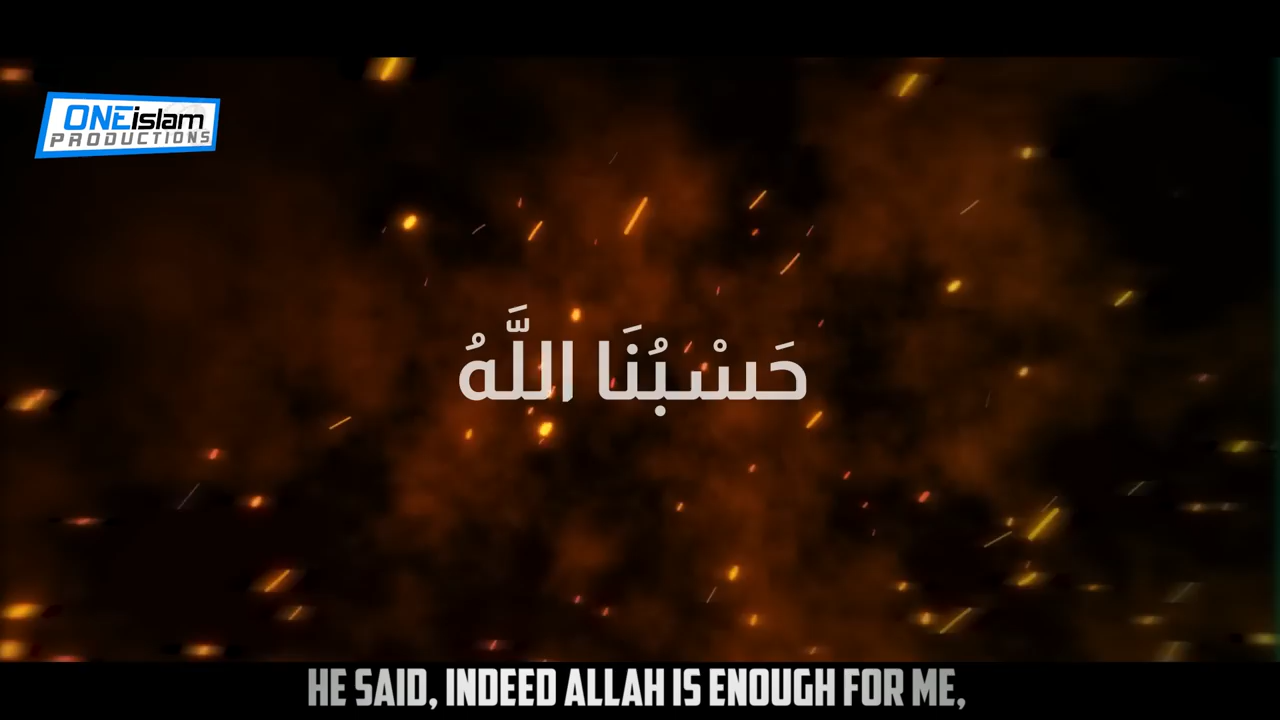 ONEislam
PRODUCTIONS
حَسْبُنَا اللَّهُ
HE SAID, INDEED ALLAH IS ENOUGH FOR ME,